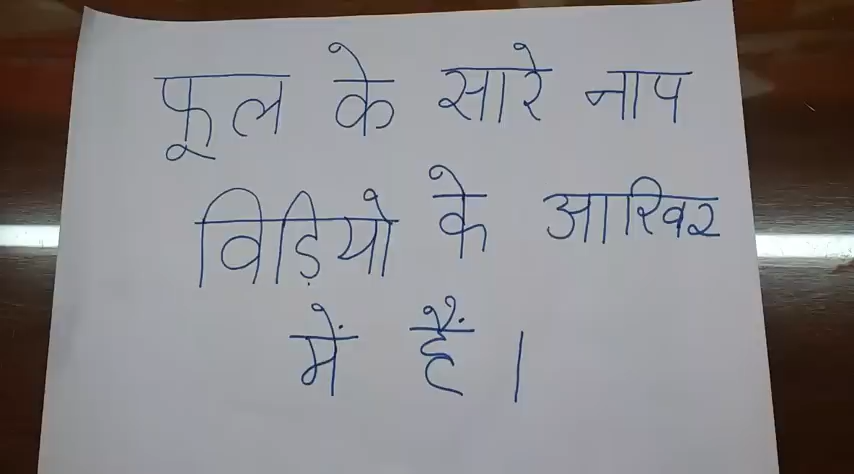 फूल के सारे नाप
विड़ियो के आखिर
में हैं।